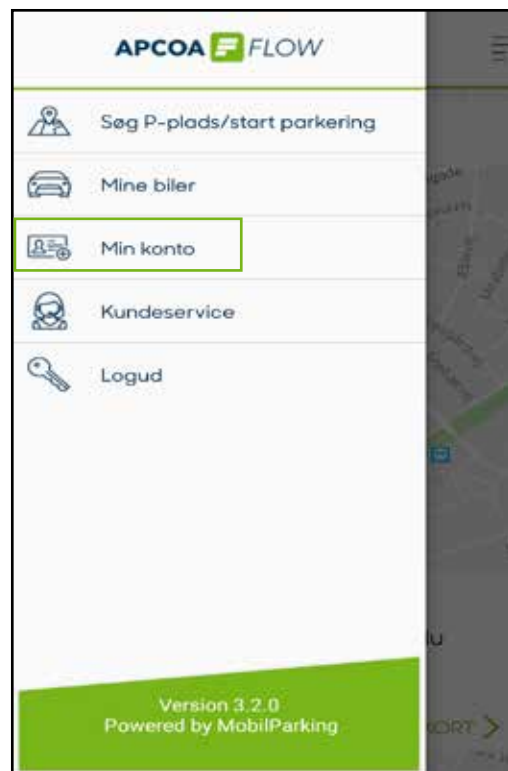 APCOA FLOW
Søg P-plads/start parkering
Mine biler
Min konto
Kundeservice
Logud
Version 3.2.0
Powered by MobilParking
KORT